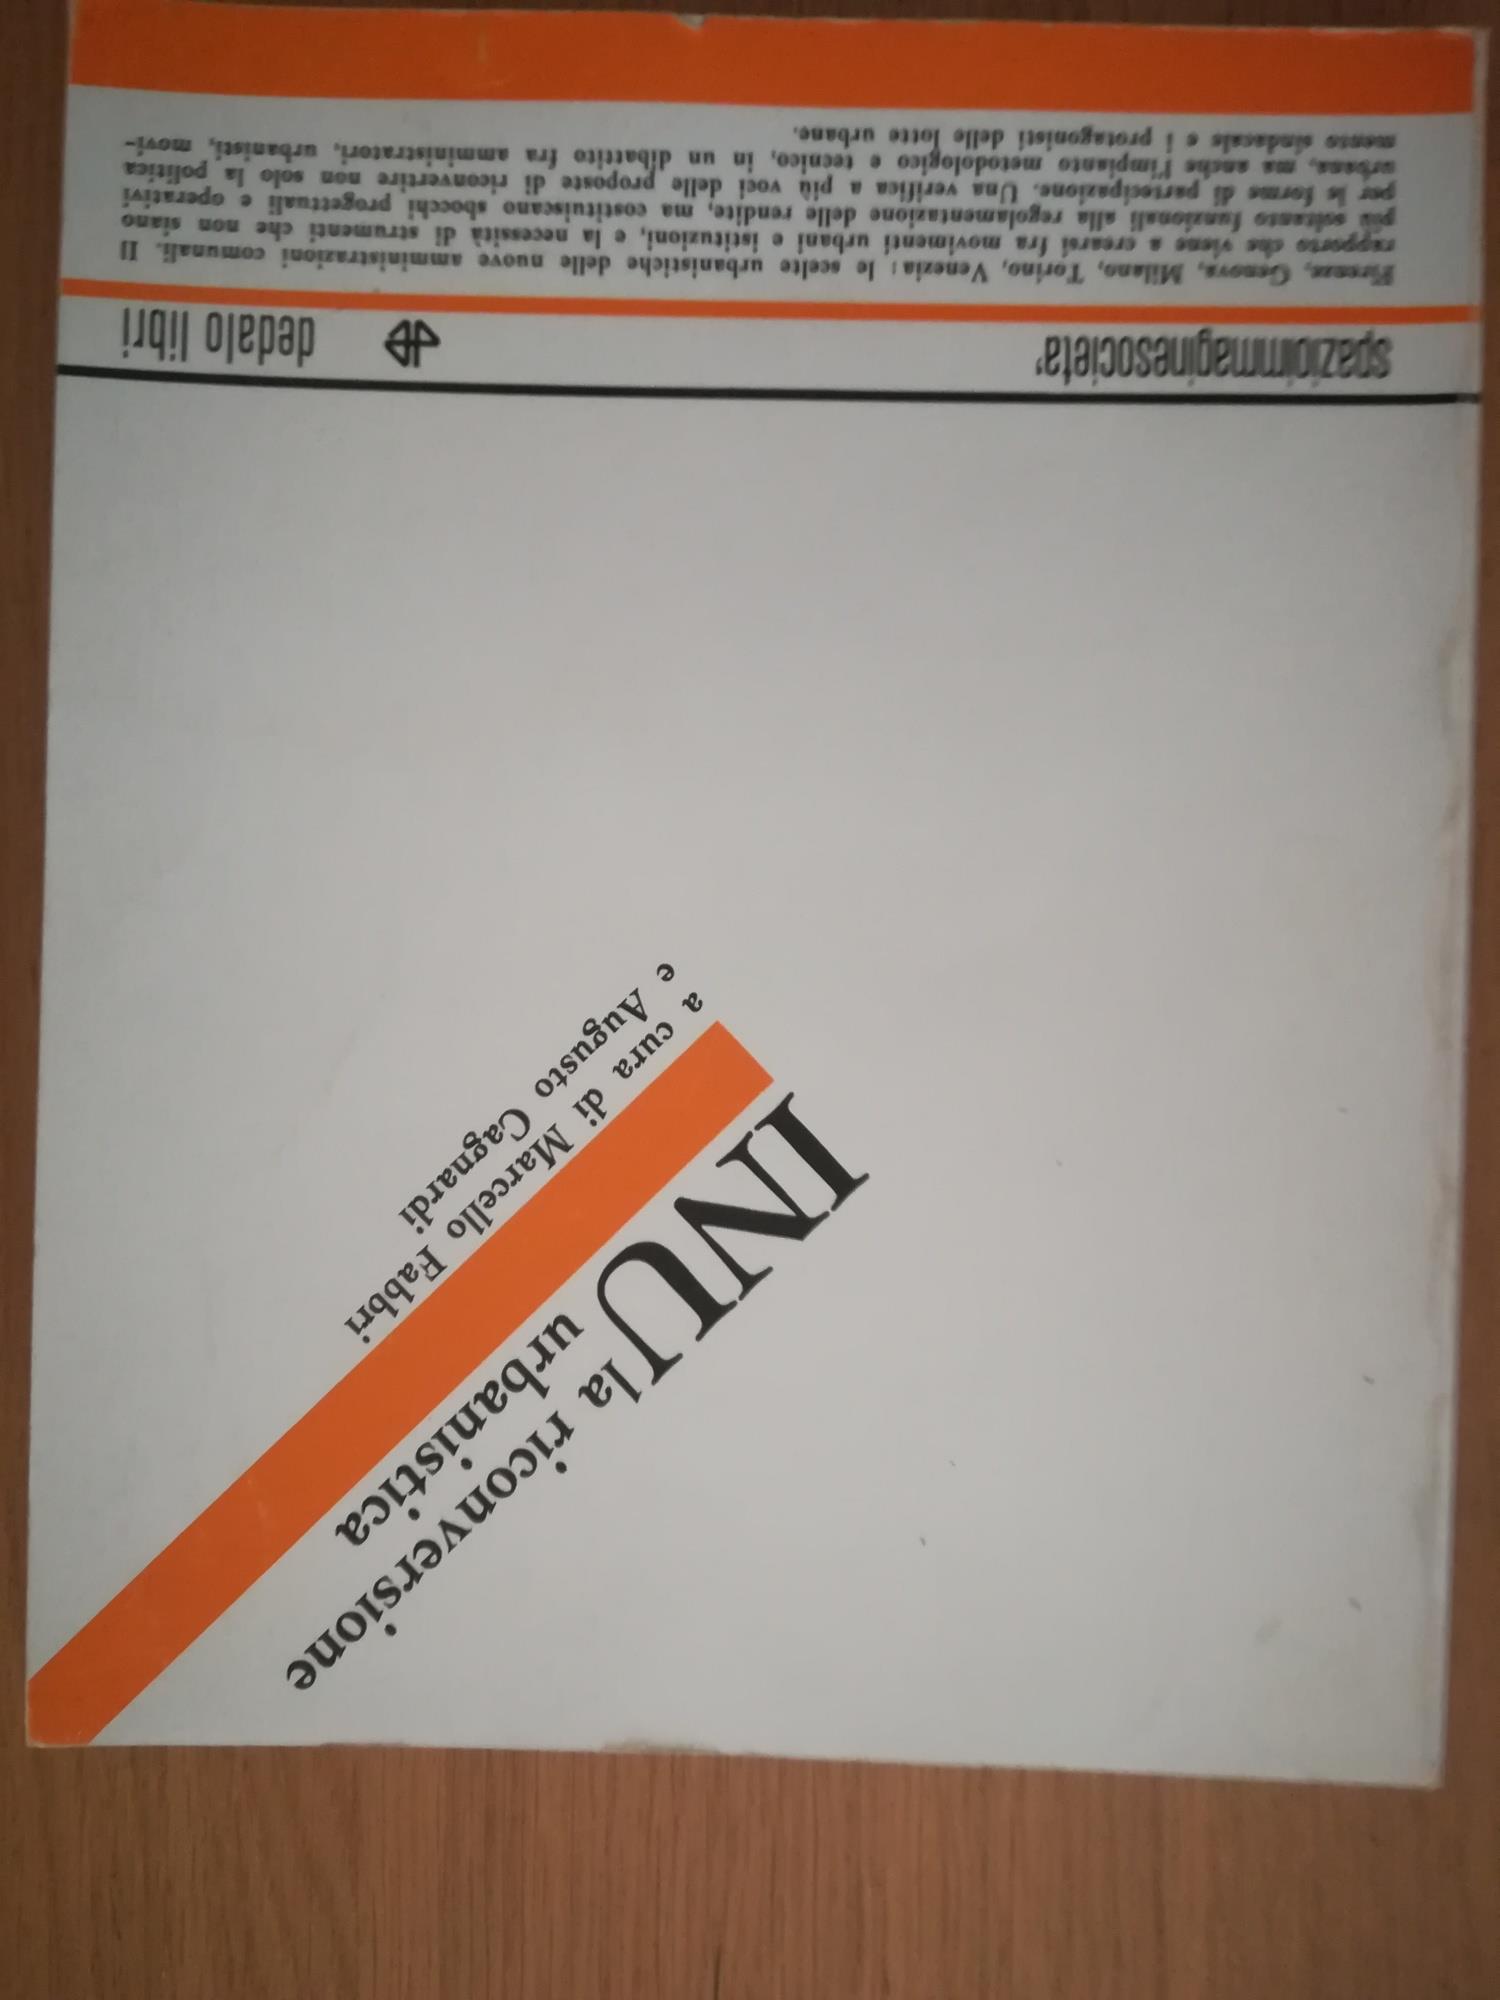 INU la riconversione
urbanistica
a cura di Marcello Fabbri
e Augusto Cagnardi
spazioimmaginesocieta'
dedalo libri
Firenze, Genova, Milano, Torino, Venezia: le scelte urbanistiche delle nuove amministrazioni comunali. Il
rapporto che viene a crearsi fra movimenti urbani e istituzioni, e la necessità di strumenti che non siano
più soltanto funzionali alla regolamentazione delle rendite, ma costituiscano sbocchi progettuali e operativi
per le forme di partecipazione. Una verifica a più voci delle proposte di riconvertire non solo la politica
urbana, ma anche l'impianto metodologico e tecnico, in un dibattito fra amministratori, urbanisti, movi-
mento sindacale e i protagonisti delle lotte urbane.